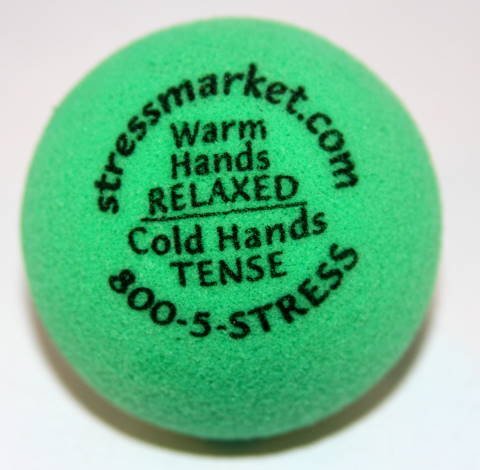 stressmarket.com
Warm
Hands
RELAXED
Cold Hands
TENSE
800-5-STRESS